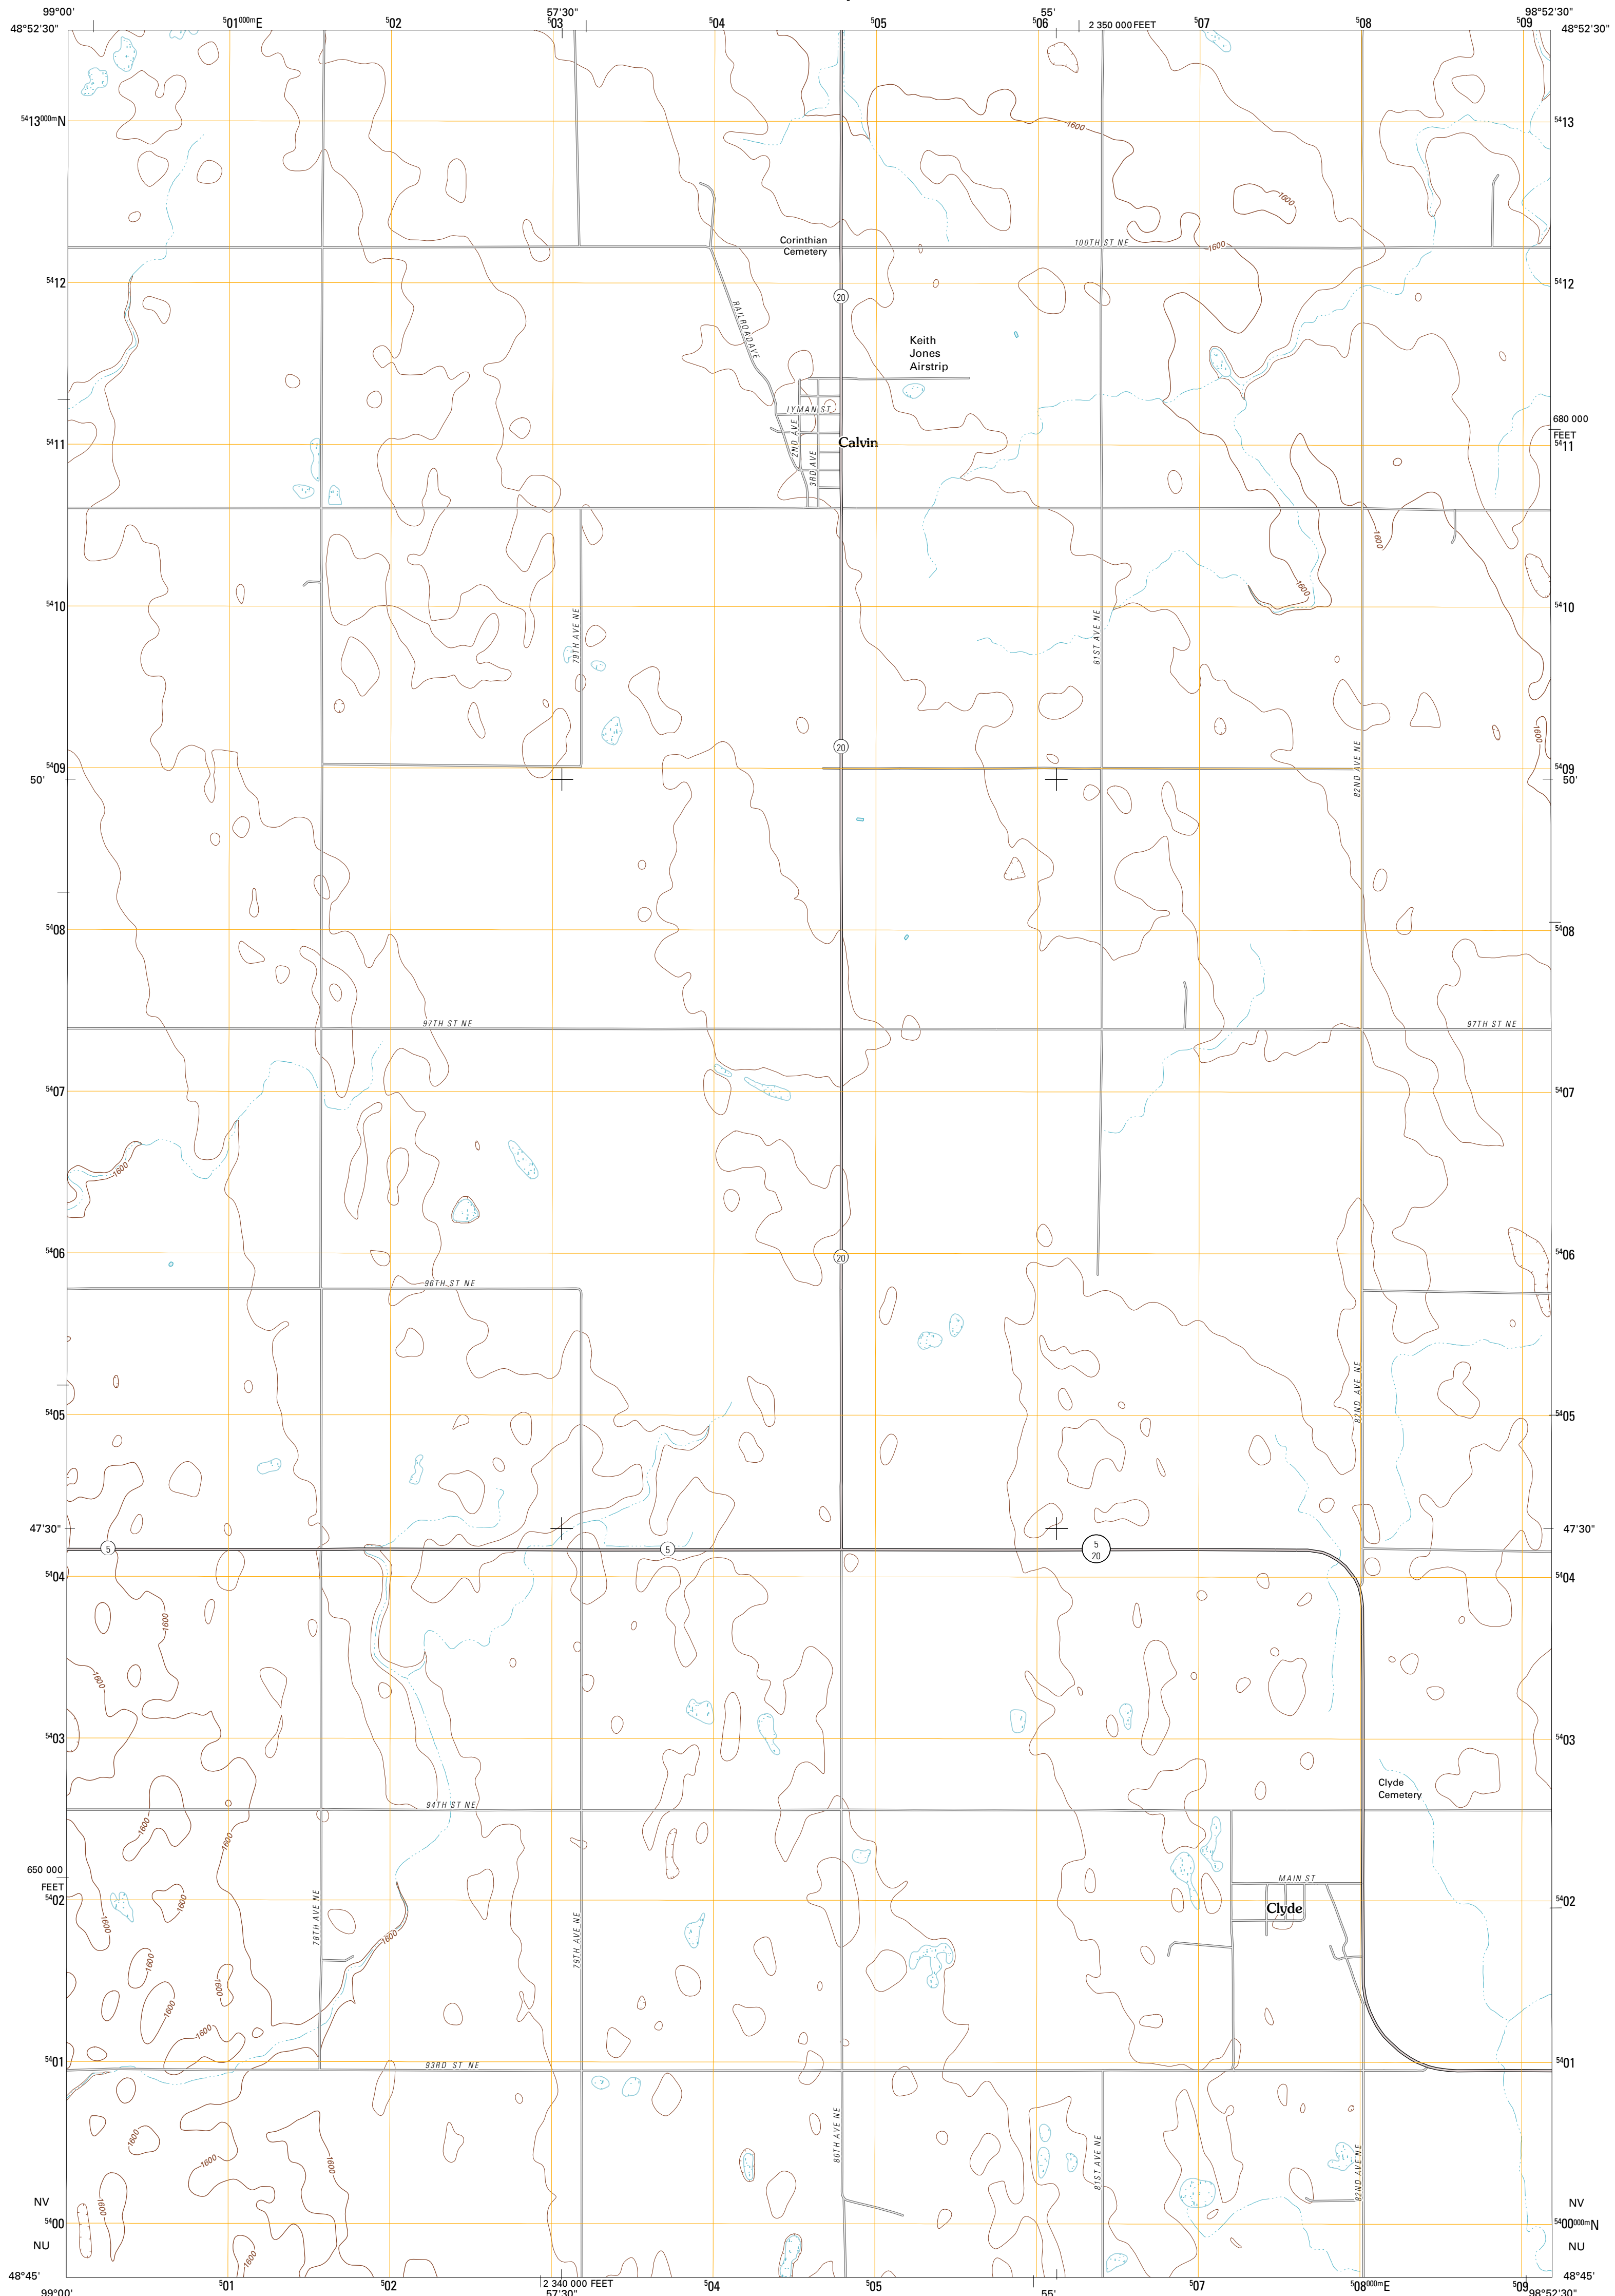 99°00'
501000mE
02
57'30"
503
504
505
55'
506
2 350 000 FEET
507
508
509
98°52'30"
48°52'30"
48°52'30"
5413000mN
5413
1600
1600
Corinthian
Cemetery
100TH ST NE
1600
5412
5412
20
RAILROAD AVE
Keith
Jones
Airstrip
LYMAN ST
680 000
FEET
5411
2ND AVE
Calvin
5411
3RD AVE
1600
1600
5410
5410
79TH AVE NE
81ST AVE NE
1600
20
82ND AVE NE
5409
5409
50'
50'
5408
5408
97TH ST NE
97TH ST NE
5407
5407
1600
5406
20
5406
96TH ST NE
82ND AVE NE
5405
5405
47'30"
47'30"
5
5
5
20
5404
5404
1600
1600
5403
5403
Clyde
Cemetery
94TH ST NE
1600
1600
650 000
FEET
MAIN ST
5402
1600
5402
Clyde
1600
78TH AVE NE
79TH AVE NE
1600
1600
1600
1600
1600
5401
93RD ST NE
5401
80TH AVE NE
81ST AVE NE
82ND AVE NE
1600
1600
1600
1600
NV
NV
5400
5400000mN
NU
NU
1600
48°45'
48°45'
99°00'
501
502
2 340 000 FEET
57'30"
504
505
55'
507
508000mE
509
98°52'30"